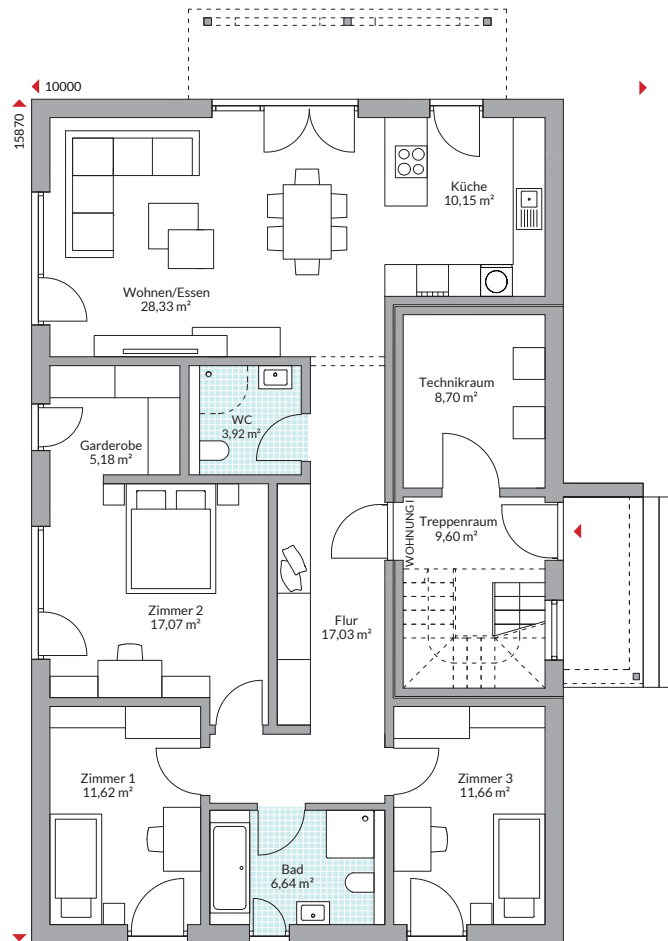 10000
15870
Küche
10,15 m²
Wohnen/Essen
28,33 m²
Technikraum
8,70 m²
WC
3,92 m²
Garderobe
5,18 m²
WOHNUNG I
Treppenraum
9,60 m²
Zimmer 2
17,07 m²
Flur
17,03 m²
Zimmer 1
11,62 m²
Zimmer 3
11,66 m²
Bad
6,64 m²